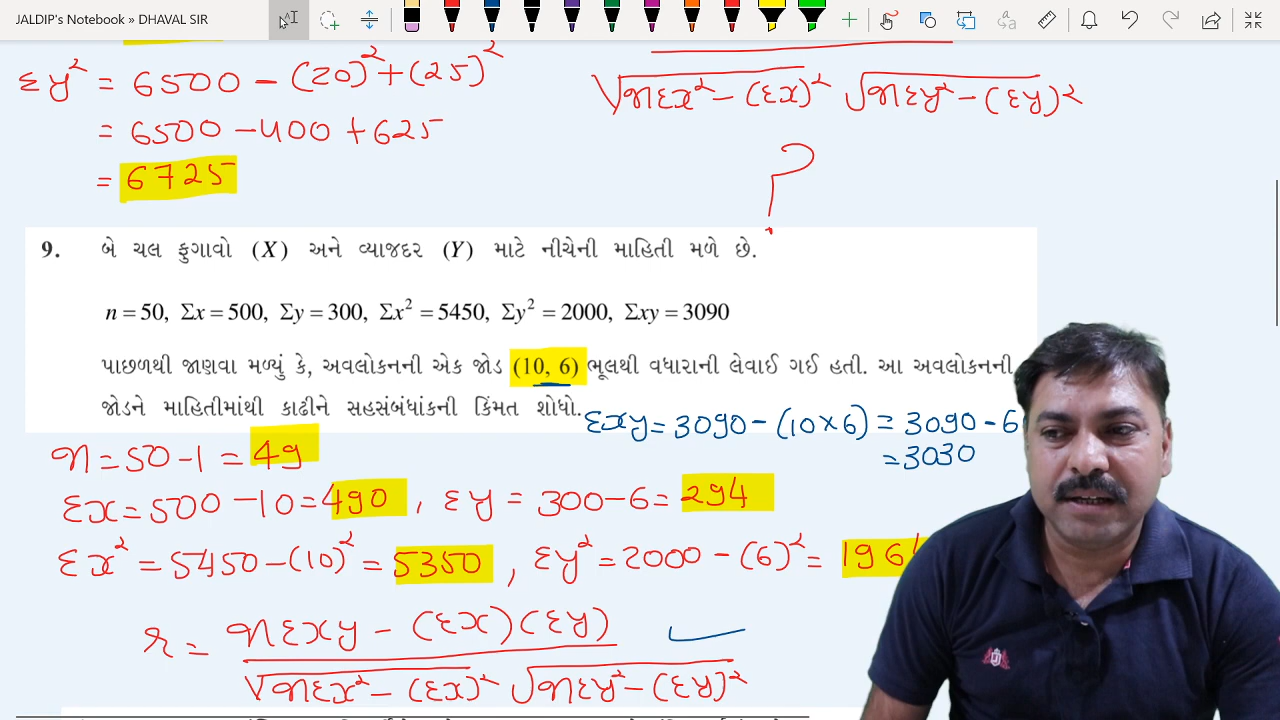 JALDIP's Notebook » DHAVAL SIR
Σy² = 6500 - (20)² + (25)²
= 6500 - 400 + 625
= 6725
√nΣx² - (Σx)² √nΣy² - (Σy)²
?
9. બે ચલ ફુગાવો (X) અને વ્યાજદર (Y) માટે નીચેની માહિતી મળે છે.
n = 50, Σx = 500, Σy = 300, Σx² = 5450, Σy² = 2000, Σxy = 3090
પાછળથી જાણવા મળ્યું કે, અવલોકનની એક જોડ (10, 6) ભૂલથી વધારાની લેવાઈ ગઈ હતી. આ અવલોકનની
જોડને માહિતીમાંથી કાઢીને સહસંબંધાંકની કિંમત શોધો.
Σxy = 3090 - (10×6) = 3090 - 6
= 3030
n = 50 - 1 = 49
Σx = 500 - 10 = 490, Σy = 300 - 6 = 294
Σx² = 5450 - (10)² = 5350, Σy² = 2000 - (6)² = 1964
r = nΣxy - (Σx)(Σy)
√nΣx² - (Σx)² √nΣy² - (Σy)²